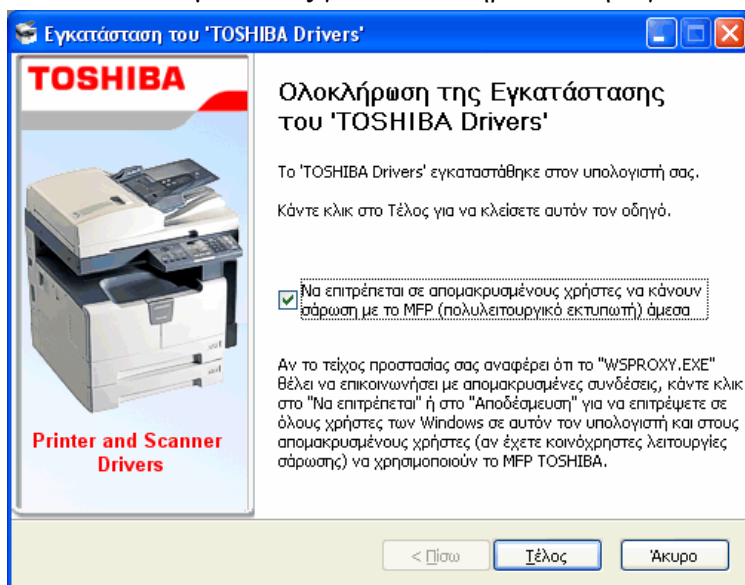 Εγκατάσταση του 'TOSHIBA Drivers'
TOSHIBA
Ολοκλήρωση της Εγκατάστασης
του 'TOSHIBA Drivers'
Το 'TOSHIBA Drivers' εγκαταστάθηκε στον υπολογιστή σας.
Κάντε κλικ στο Τέλος για να κλείσετε αυτόν τον οδηγό.
Να επιτρέπεται σε απομακρυσμένους χρήστες να κάνουν
σάρωση με το MFP (πολυλειτουργικό εκτυπωτή) άμεσα
Αν το τείχος προστασίας σας αναφέρει ότι το "WSPROXY.EXE"
θέλει να επικοινωνήσει με απομακρυσμένες συνδέσεις, κάντε κλικ
στο "Να επιτρέπεται" ή στο "Αποδέσμευση" για να επιτρέψετε σε
όλους χρήστες των Windows σε αυτόν τον υπολογιστή και στους
απομακρυσμένους χρήστες (αν έχετε κοινόχρηστες λειτουργίες
σάρωσης) να χρησιμοποιούν το MFP TOSHIBA.
Printer and Scanner
Drivers
< Πίσω
Τέλος
Άκυρο